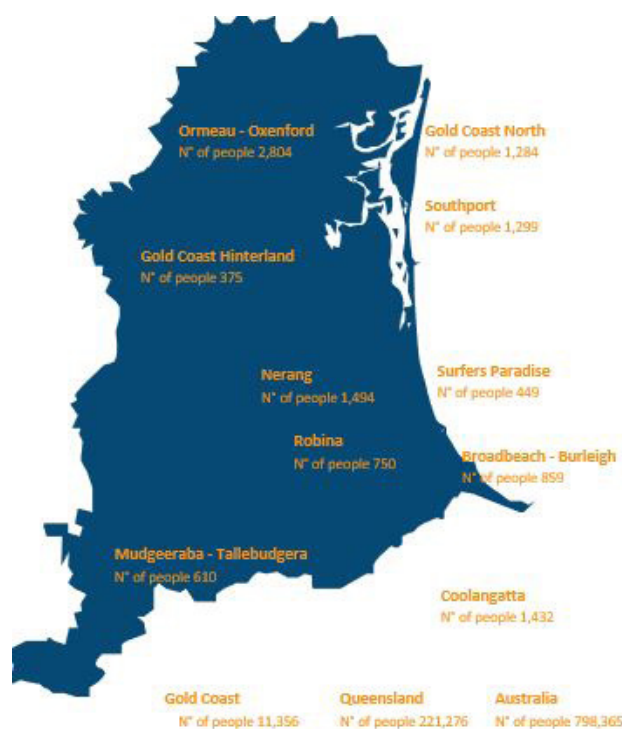 Ormeau - Oxenford
N° of people 2,804
Gold Coast North
N° of people 1,284
Southport
N° of people 1,299
Gold Coast Hinterland
N° of people 375
Nerang
N° of people 1,494
Surfers Paradise
N° of people 449
Robina
N° of people 750
Broadbeach - Burleigh
N° of people 859
Mudgeeraba - Tallebudgera
N° of people 610
Coolangatta
N° of people 1,432
Gold Coast
N° of people 11,356
Queensland
N° of people 221,276
Australia
N° of people 798,365